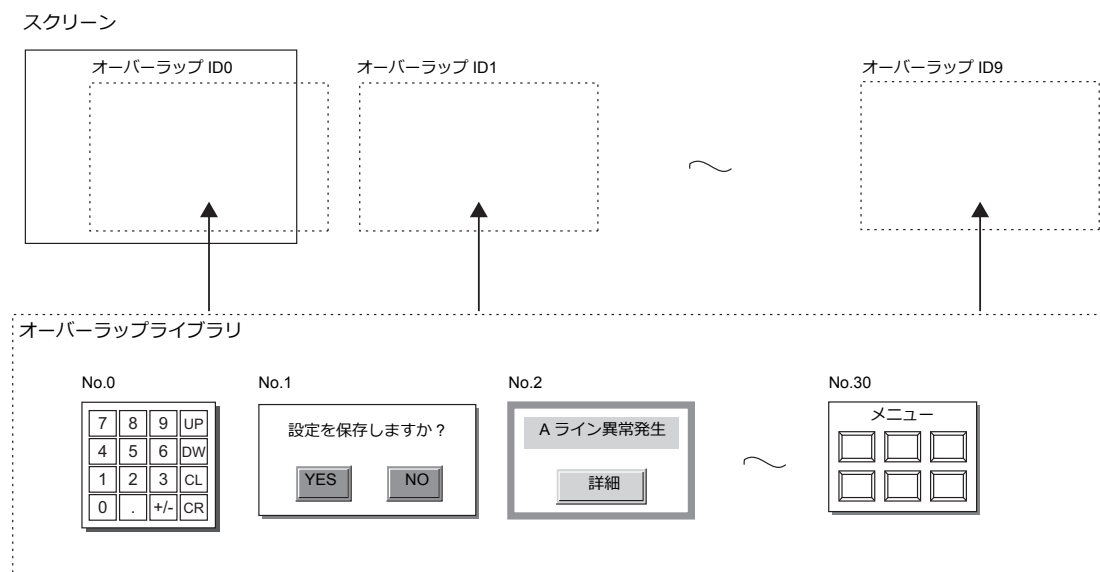 スクリーン
オーバーラップ ID0
オーバーラップ ID1
オーバーラップ ID9
オーバーラップライブラリ
No.0
No.1
No.2
No.30
7 8 9 UP
4 5 6 DW
1 2 3 CL
0 . +/- CR
設定を保存しますか？
YES NO
A ライン異常発生
詳細
メニュー